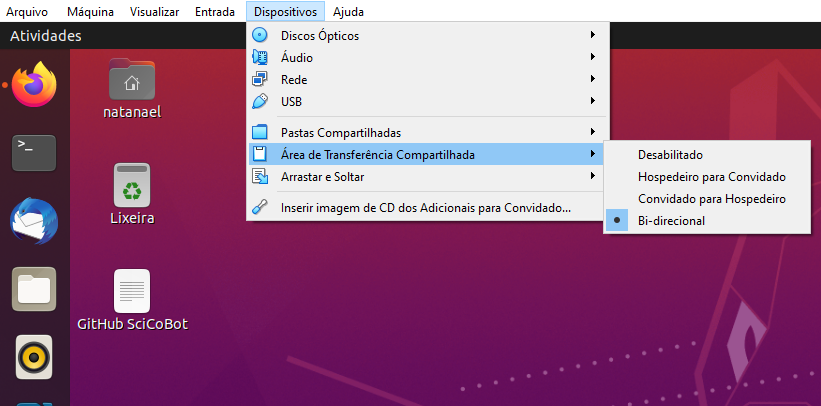 Arquivo Máquina Visualizar Entrada Dispositivos Ajuda
Atividades
Discos Ópticos
Áudio
Rede
USB
Pastas Compartilhadas
Área de Transferência Compartilhada
Arrastar e Soltar
Inserir imagem de CD dos Adicionais para Convidado...
Desabilitado
Hospedeiro para Convidado
Convidado para Hospedeiro
Bi-direcional
>_
natanael
Lixeira
GitHub SciCoBot